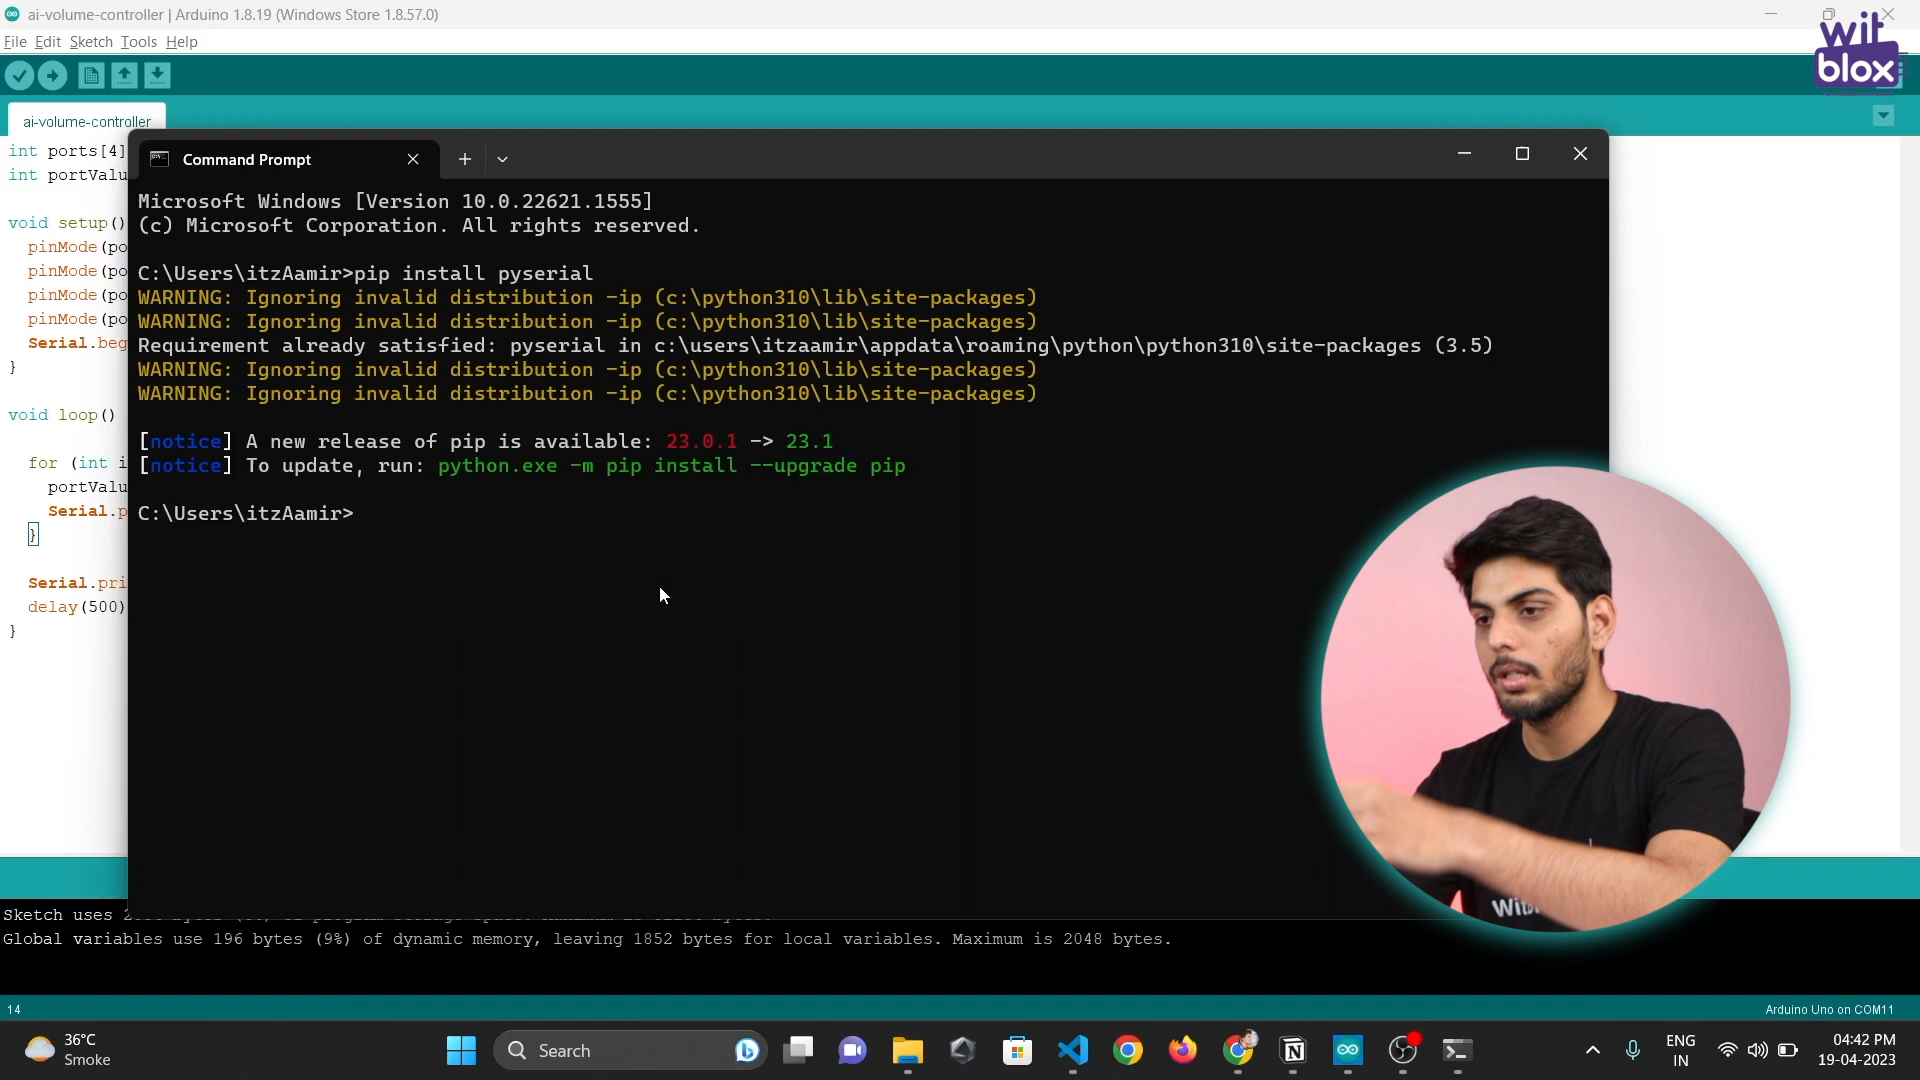 ai-volume-controller | Arduino 1.8.19 (Windows Store 1.8.57.0)
File Edit Sketch Tools Help
wit
blox
ai-volume-controller
int ports[4]
int portValu
void setup()
pinMode(po
pinMode(po
pinMode(po
pinMode(po
Serial.beg
}
void loop()
for (int i
portValu
Serial.p
}
Serial.pri
delay(500)
}
Command Prompt
Microsoft Windows [Version 10.0.22621.1555]
(c) Microsoft Corporation. All rights reserved.
C:\Users\itzAamir>pip install pyserial
WARNING: Ignoring invalid distribution -ip (c:\python310\lib\site-packages)
WARNING: Ignoring invalid distribution -ip (c:\python310\lib\site-packages)
Requirement already satisfied: pyserial in c:\users\itzaamir\appdata\roaming\python\python310\site-packages (3.5)
WARNING: Ignoring invalid distribution -ip (c:\python310\lib\site-packages)
WARNING: Ignoring invalid distribution -ip (c:\python310\lib\site-packages)
[notice] A new release of pip is available: 23.0.1 -> 23.1
[notice] To update, run: python.exe -m pip install --upgrade pip
C:\Users\itzAamir>
Sketch uses
Global variables use 196 bytes (9%) of dynamic memory, leaving 1852 bytes for local variables. Maximum is 2048 bytes.
14
Arduino Uno on COM11
36°C
Smoke
Search
ENG
IN
04:42 PM
19-04-2023